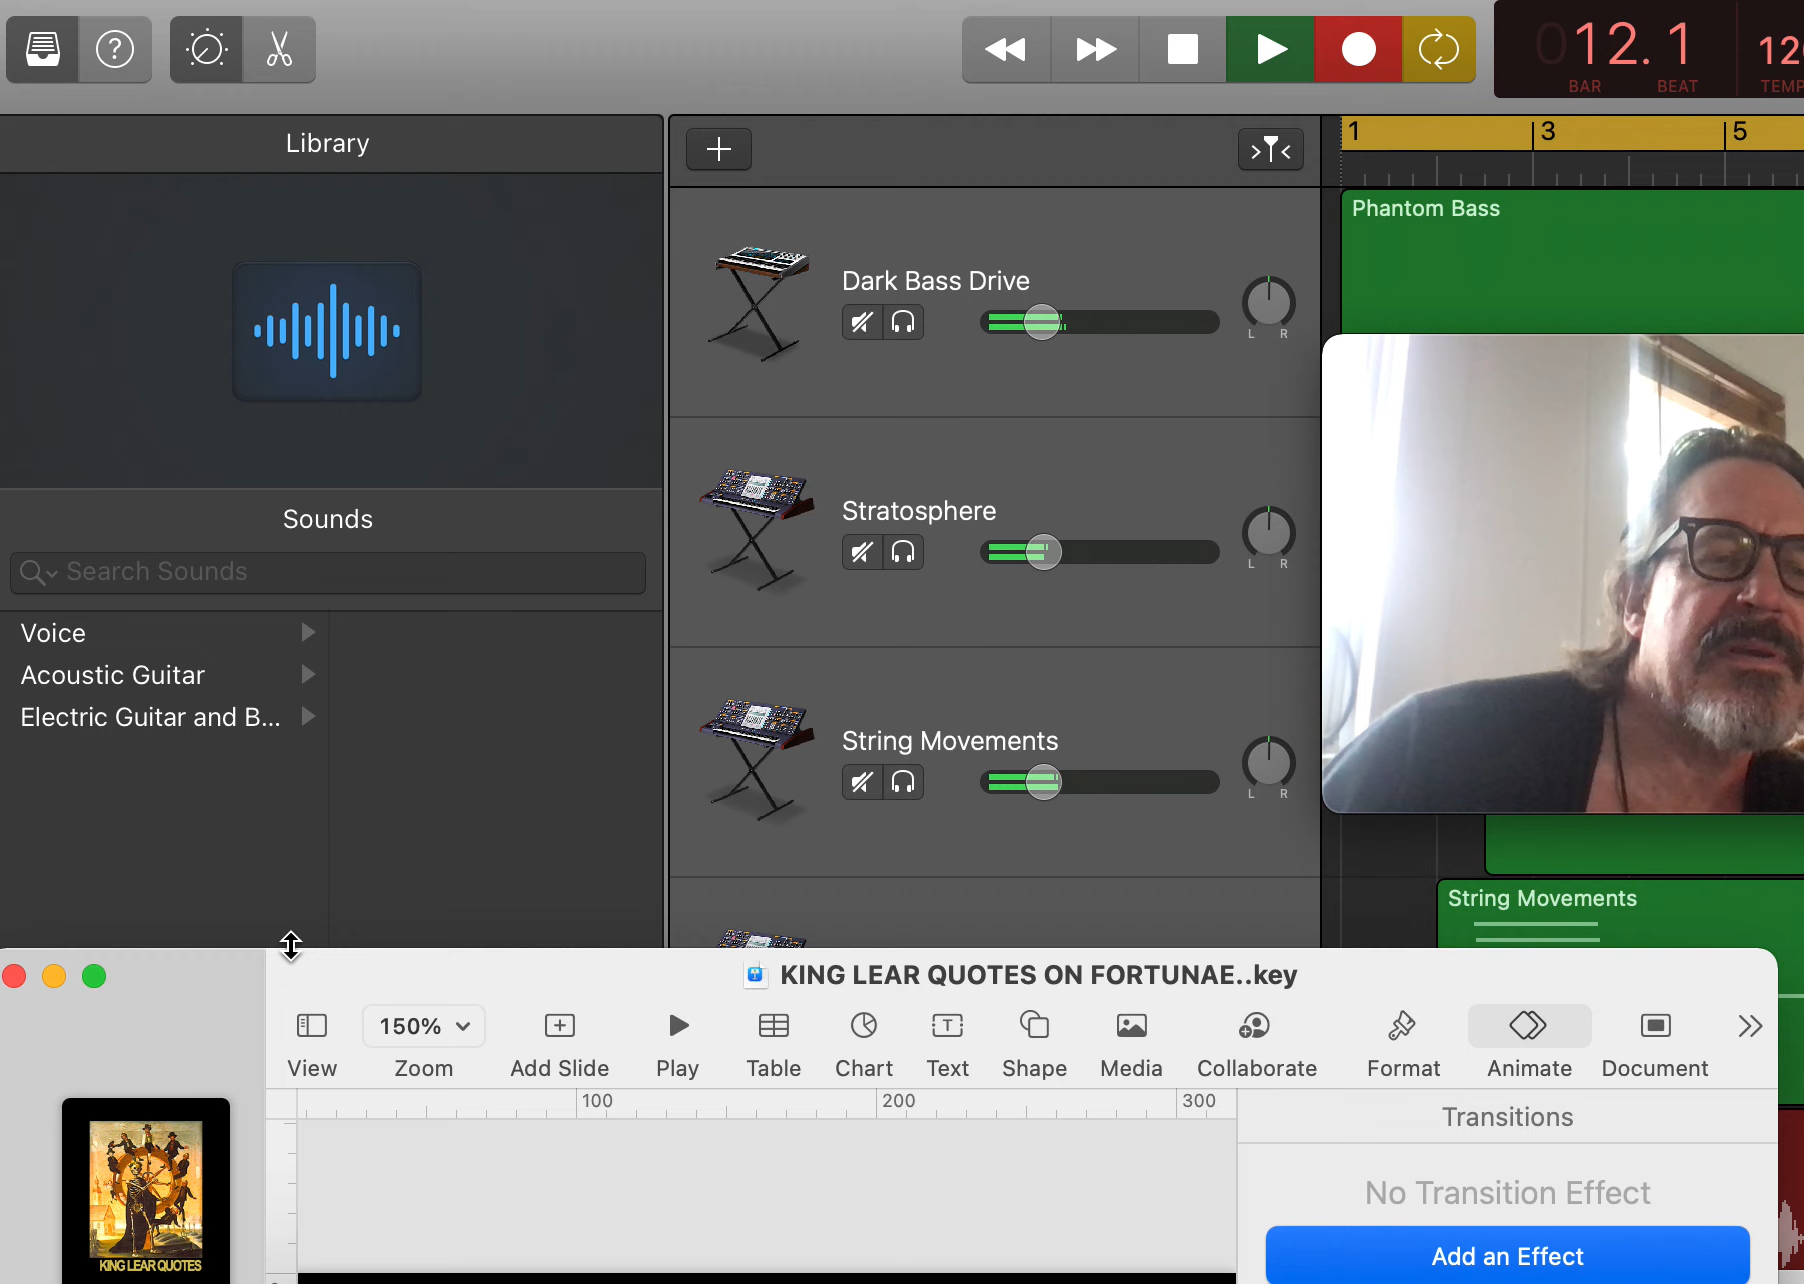 012. 1
BAR BEAT TEMP
Library
1 3 5
Phantom Bass
Dark Bass Drive
L R
Sounds
Search Sounds
Stratosphere
L R
Voice
Acoustic Guitar
Electric Guitar and B...
String Movements
L R
String Movements
KING LEAR QUOTES ON FORTUNAE..key
150%
View Zoom Add Slide Play Table Chart Text Shape Media Collaborate Format Animate Document
100 200 300
Transitions
No Transition Effect
Add an Effect
KING LEAR QUOTES